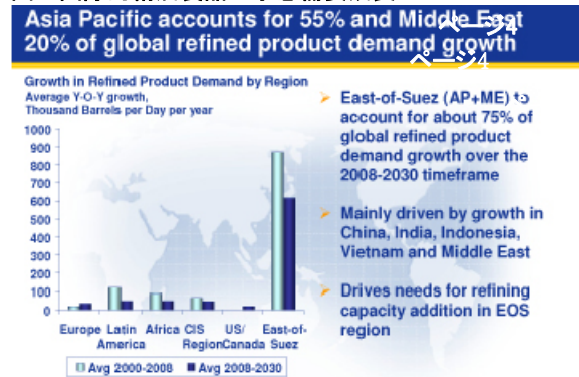 Asia Pacific accounts for 55% and Middle East
ページ4
20% of global refined product demand growth
ページ4
Growth in Refined Product Demand by Region
Average Y-O-Y growth,
Thousand Barrels per Day per year
1000
900
800
700
600
500
400
300
200
100
0
Europe Latin America Africa CIS Region US/Canada East-of-Suez
Avg 2000-2008 Avg 2008-2030
East-of-Suez (AP+ME) to
account for about 75% of
global refined product
demand growth over the
2008-2030 timeframe
Mainly driven by growth in
China, India, Indonesia,
Vietnam and Middle East
Drives needs for refining
capacity addition in EOS
region